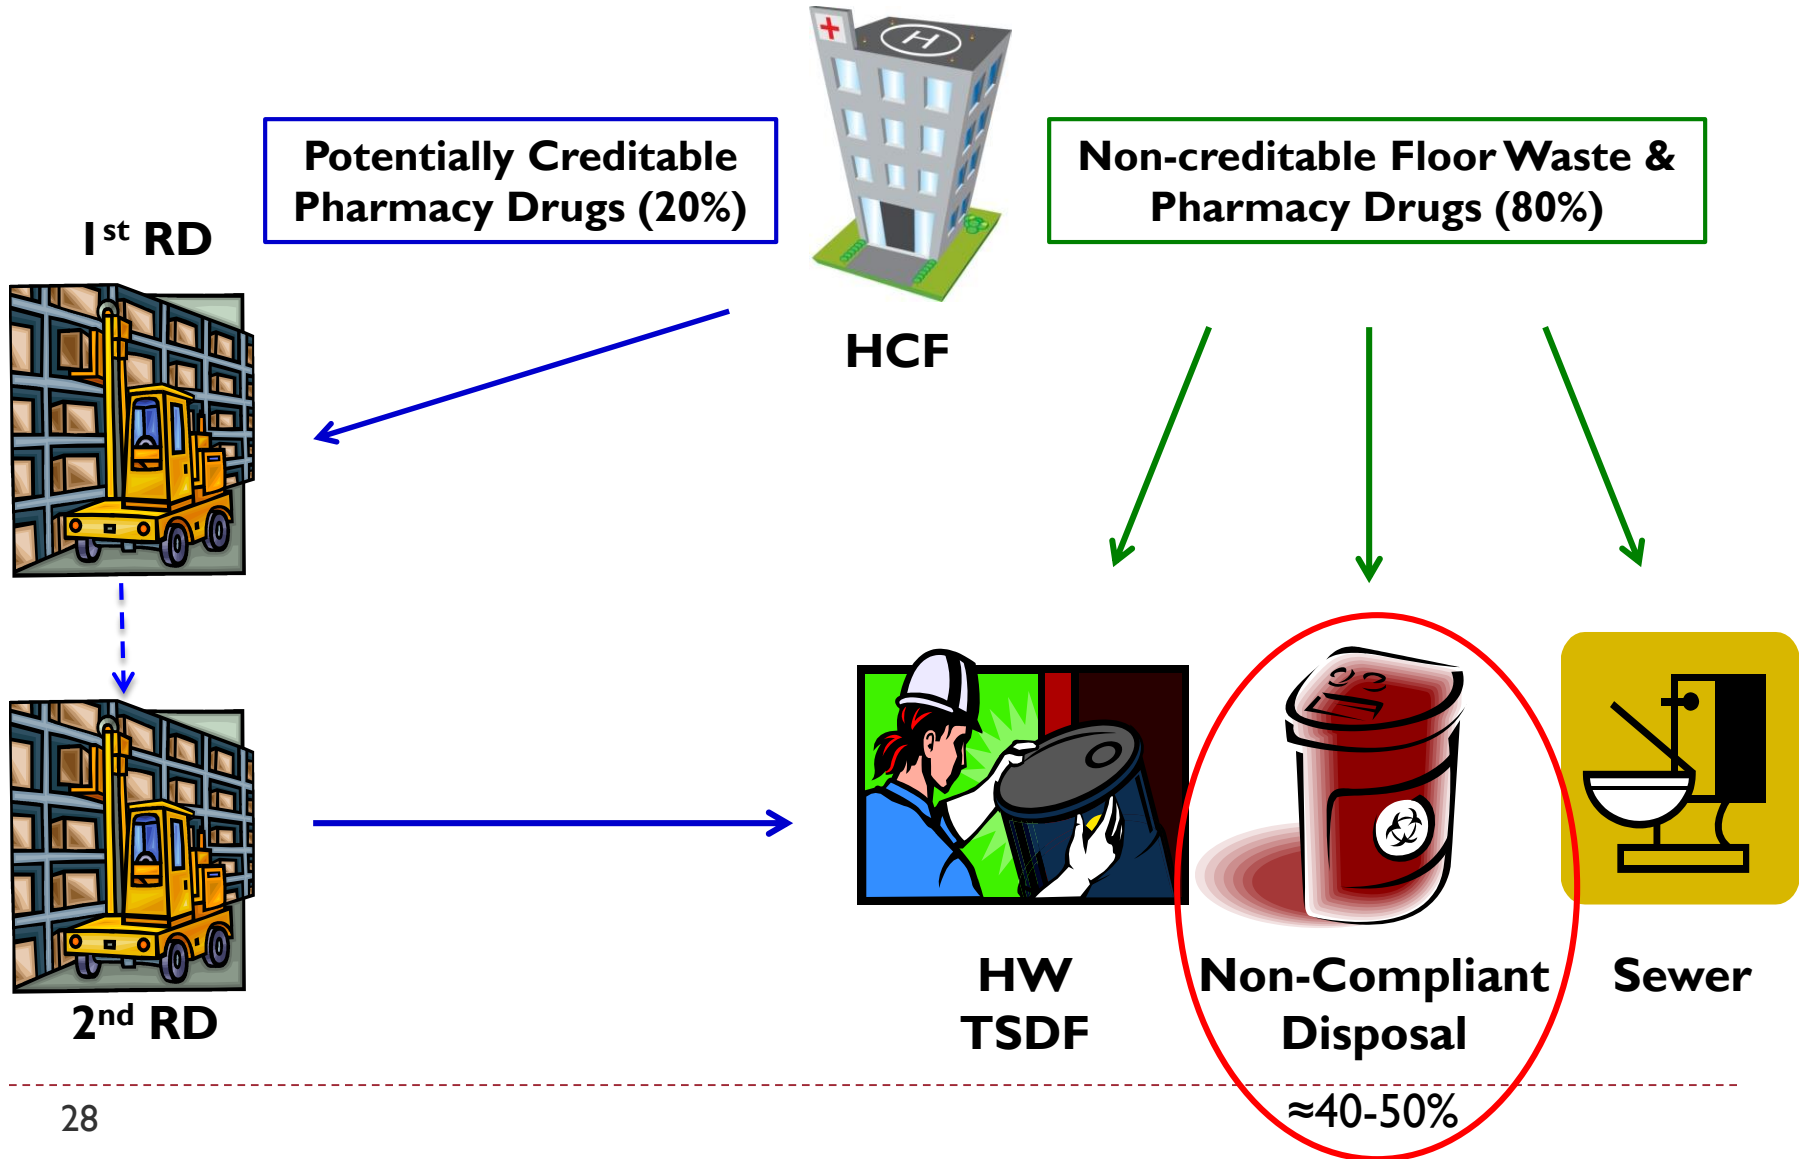 Potentially Creditable
Pharmacy Drugs (20%)
H
Non-creditable Floor Waste &
Pharmacy Drugs (80%)
1st RD
HCF
2nd RD
HW
TSDF
Non-Compliant
Disposal
Sewer
≈40-50%
28